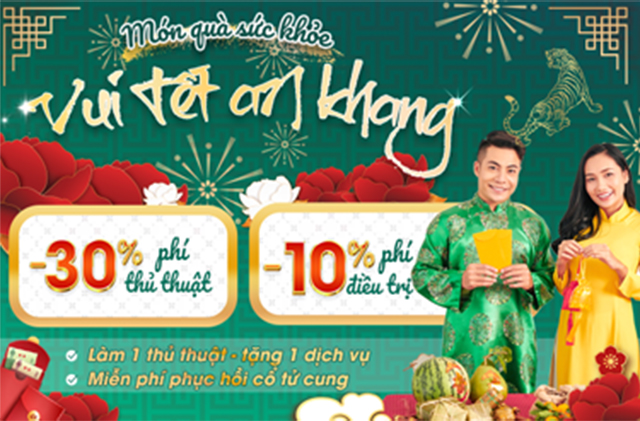 Món quà sức khỏe
Vui tết an khang
-30% phí
thủ thuật
-10% phí
điều trị
Làm 1 thủ thuật - tặng 1 dịch vụ
Miễn phí phục hồi cổ tử cung